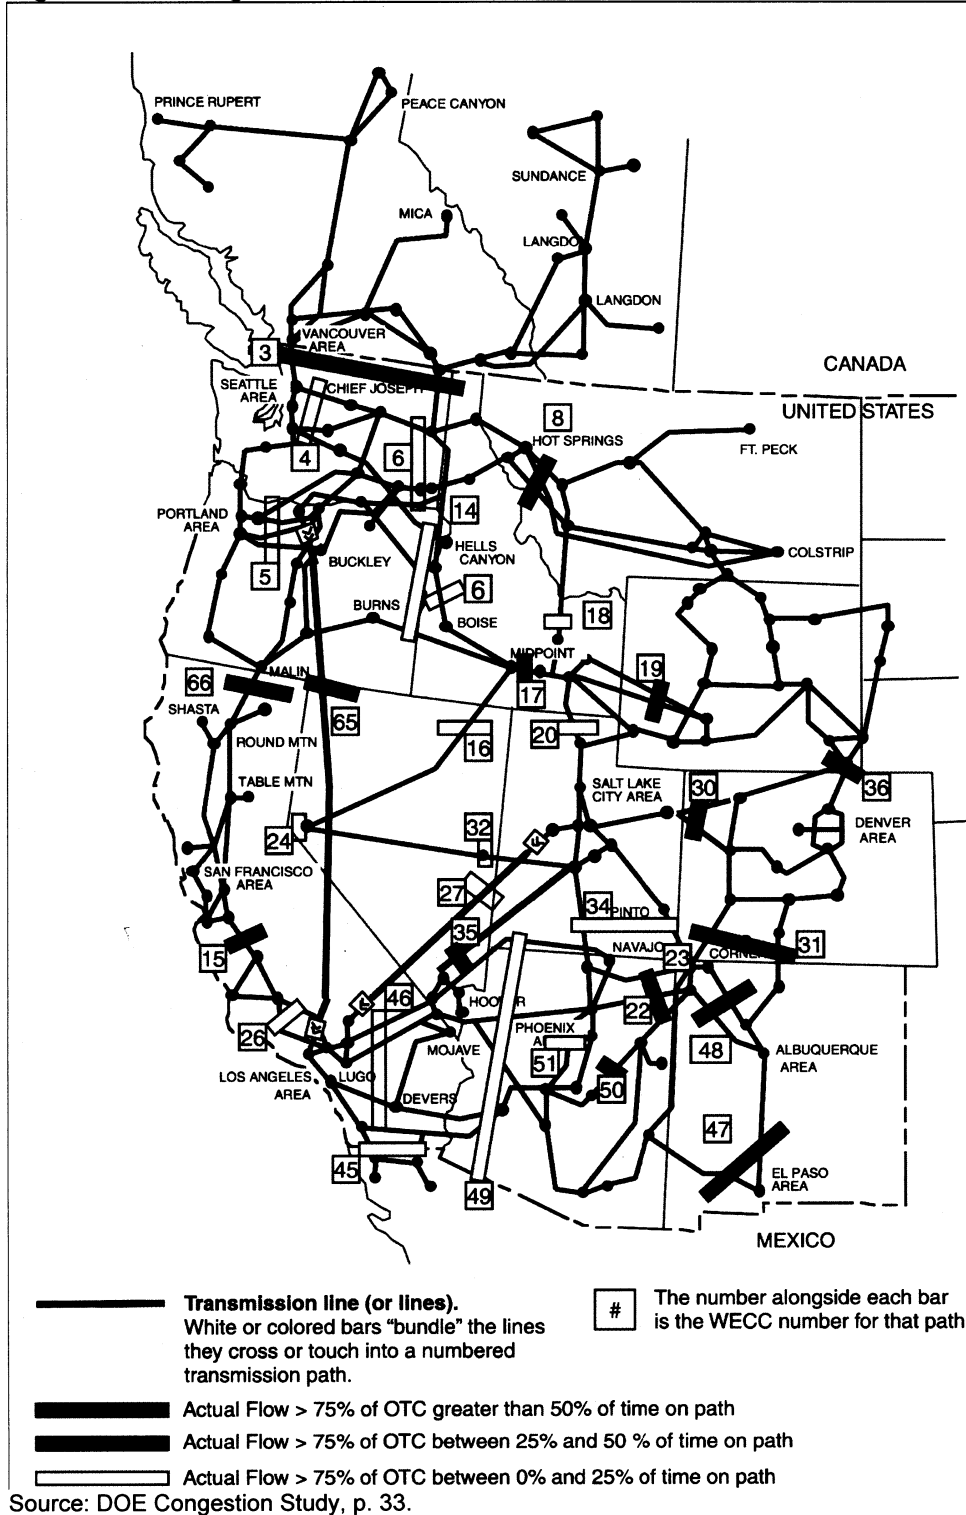 PRINCE RUPERT
PEACE CANYON
SUNDANCE
MICA
LANGDO
LANGDON
VANCOUVER
AREA
3
CANADA
SEATTLE
AREA
CHIEF JOSEPH
UNITED STATES
8
HOT SPRINGS
FT. PECK
4
6
PORTLAND
AREA
14
BUCKLEY
HELLS
CANYON
COLSTRIP
5
6
BURNS
BOISE
18
MIDPOINT
MALIN
19
66
17
SHASTA
65
ROUND MTN
16
20
TABLE MTN
SALT LAKE
CITY AREA
30
36
24
32
DENVER
AREA
SAN FRANCISCO
AREA
27
34
PINTO
35
15
NAVAJO
23
CORNE
31
46
HOOVER
22
26
PHOENIX
A
MOJAVE
51
48
ALBUQUERQUE
AREA
LOS ANGELES
AREA
LUGO
50
DEVERS
47
45
49
EL PASO
AREA
MEXICO
Transmission line (or lines).
White or colored bars "bundle" the lines
they cross or touch into a numbered
transmission path.
#
The number alongside each bar
is the WECC number for that path
Actual Flow > 75% of OTC greater than 50% of time on path
Actual Flow > 75% of OTC between 25% and 50 % of time on path
Actual Flow > 75% of OTC between 0% and 25% of time on path
Source: DOE Congestion Study, p. 33.